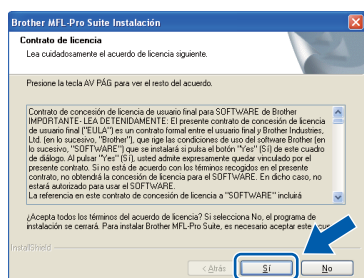 Brother MFL-Pro Suite Instalación
Contrato de licencia
Lea cuidadosamente el acuerdo de licencia siguiente.
Presione la tecla AV PÁG para ver el resto del acuerdo.
Contrato de concesión de licencia de usuario final para SOFTWARE de Brother
IMPORTANTE- LEA DETENIDAMENTE: El presente contrato de concesión de licencia
de usuario final ("EULA") es un contrato formal entre el usuario final y Brother Industries,
Ltd. (en lo sucesivo, "Brother"), que rige las condiciones de uso del software Brother (en
lo sucesivo, "SOFTWARE") que se instalará si pulsa el botón "Yes" (Sí) de este cuadro
de diálogo. Al pulsar "Yes" (Sí), usted admite expresamente quedar vinculado por el
presente contrato. Si no está de acuerdo con los términos recogidos en el presente
contrato, no obtendrá la concesión para el SOFTWARE. En dicho caso, no
estará autorizado para usar el SOFTWARE.
La referencia en este contrato de concesión de licencia a "SOFTWARE" incluirá
¿Acepta todos los términos del acuerdo de licencia? Si selecciona No, el programa de
instalación se cerrará. Para instalar Brother MFL-Pro Suite, es necesario aceptar este
InstallShield
< Atrás
Sí
No